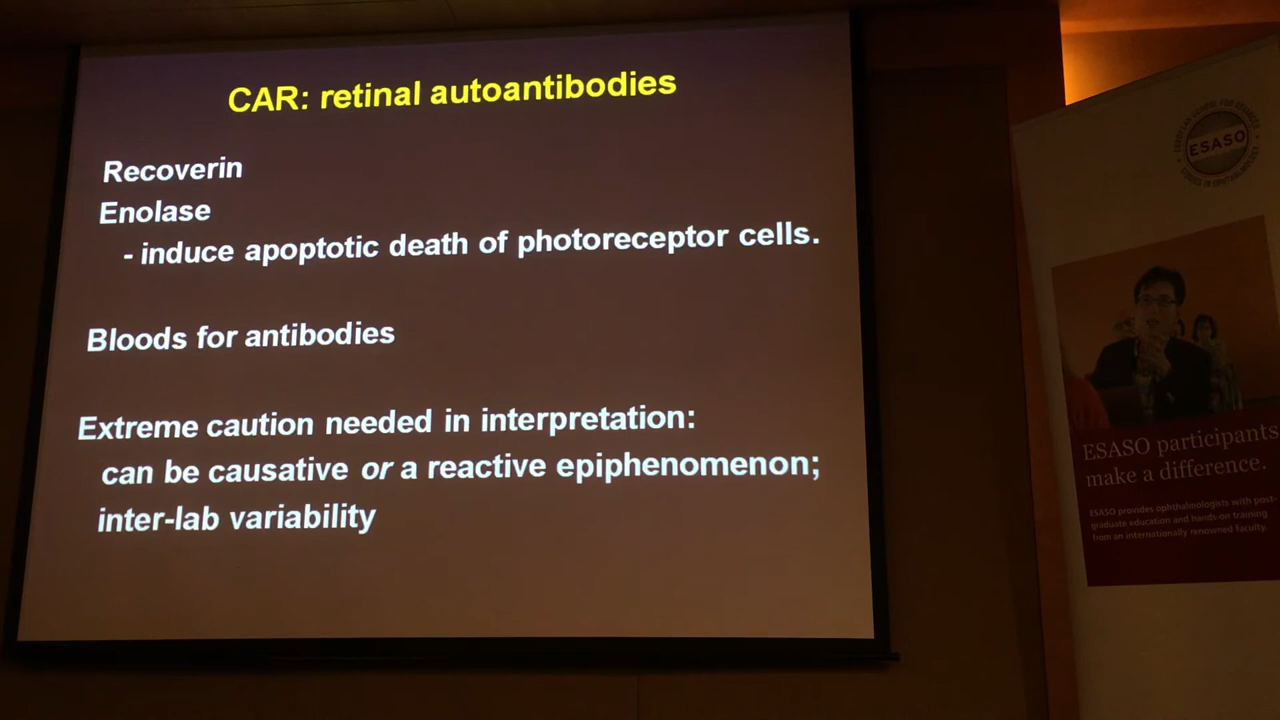 CAR: retinal autoantibodies
Recoverin
Enolase
- induce apoptotic death of photoreceptor cells.
Bloods for antibodies
Extreme caution needed in interpretation:
can be causative or a reactive epiphenomenon;
inter-lab variability
ESASO
ESASO participants
make a difference.
ESASO provides ophthalmologists with post-
graduate education and hands-on training
from an internationally renowned faculty.